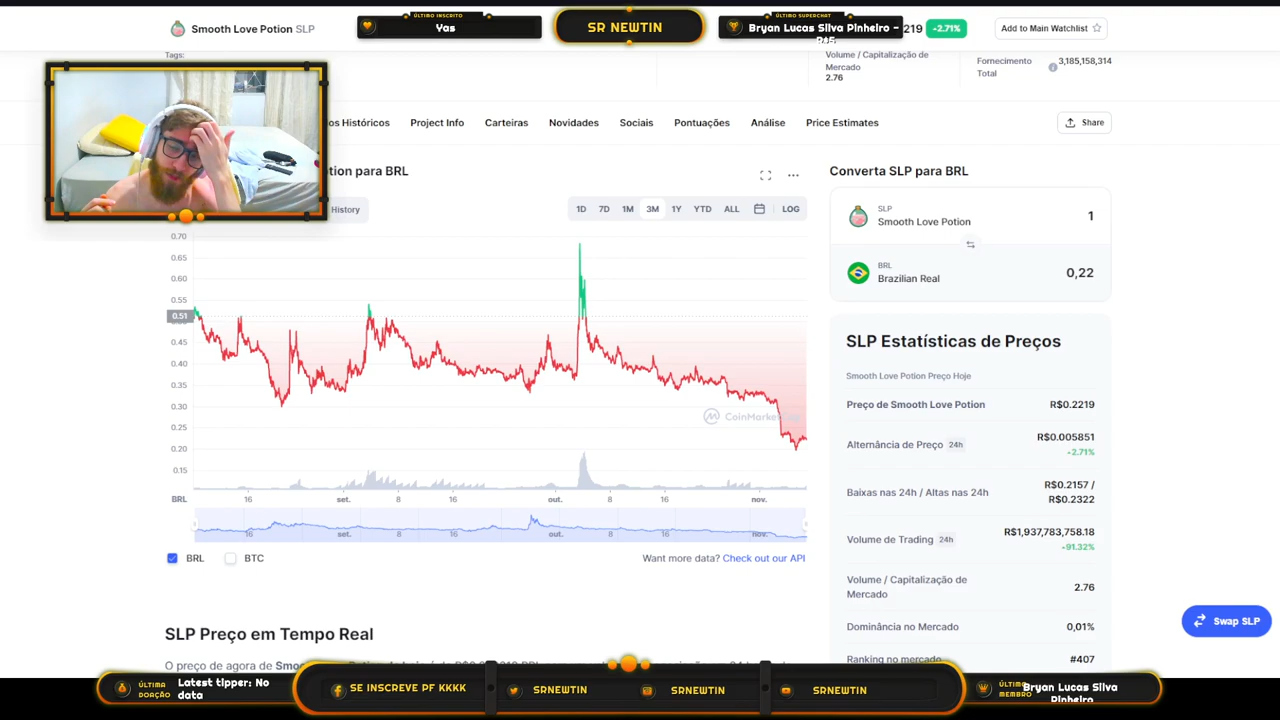 Smooth Love Potion SLP
ÚLTIMO INSCRITO
Yas
SR NEWTIN
ÚLTIMO SUPERCHAT
Bryan Lucas Silva Pinheiro -
219
-2.71%
Add to Main Watchlist
Tags:
Volume / Capitalização de
Mercado
2.76
Fornecimento
Total
3,185,158,314
os Históricos
Project Info
Carteiras
Novidades
Sociais
Pontuações
Análise
Price Estimates
Share
tion para BRL
Converta SLP para BRL
History
1D
7D
1M
3M
1Y
YTD
ALL
LOG
SLP
Smooth Love Potion
1
BRL
Brazilian Real
0,22
0.70
0.65
0.60
0.55
0.51
0.45
0.40
0.35
0.30
0.25
0.20
0.15
CoinMarketCap
BRL
16
set.
8
16
out.
8
16
nov.
16
set.
8
16
out.
8
16
nov.
BRL
BTC
Want more data? Check out our API
SLP Estatísticas de Preços
Smooth Love Potion Preço Hoje
Preço de Smooth Love Potion
R$0.2219
Alternância de Preço 24h
R$0.005851
-2.71%
Baixas nas 24h / Altas nas 24h
R$0.2157 /
R$0.2322
Volume de Trading 24h
R$1,937,783,758.18
-91.32%
Volume / Capitalização de
Mercado
2.76
Dominância no Mercado
0,01%
Ranking no mercado
#407
Swap SLP
SLP Preço em Tempo Real
O preço de agora de
ÚLTIMA
DOAÇÃO
Latest tipper: No
data
SE INSCREVE PF KKKK
SRNEWTIN
SRNEWTIN
SRNEWTIN
ÚLTIMO
MEMBRO
Bryan Lucas Silva
Pinheiro